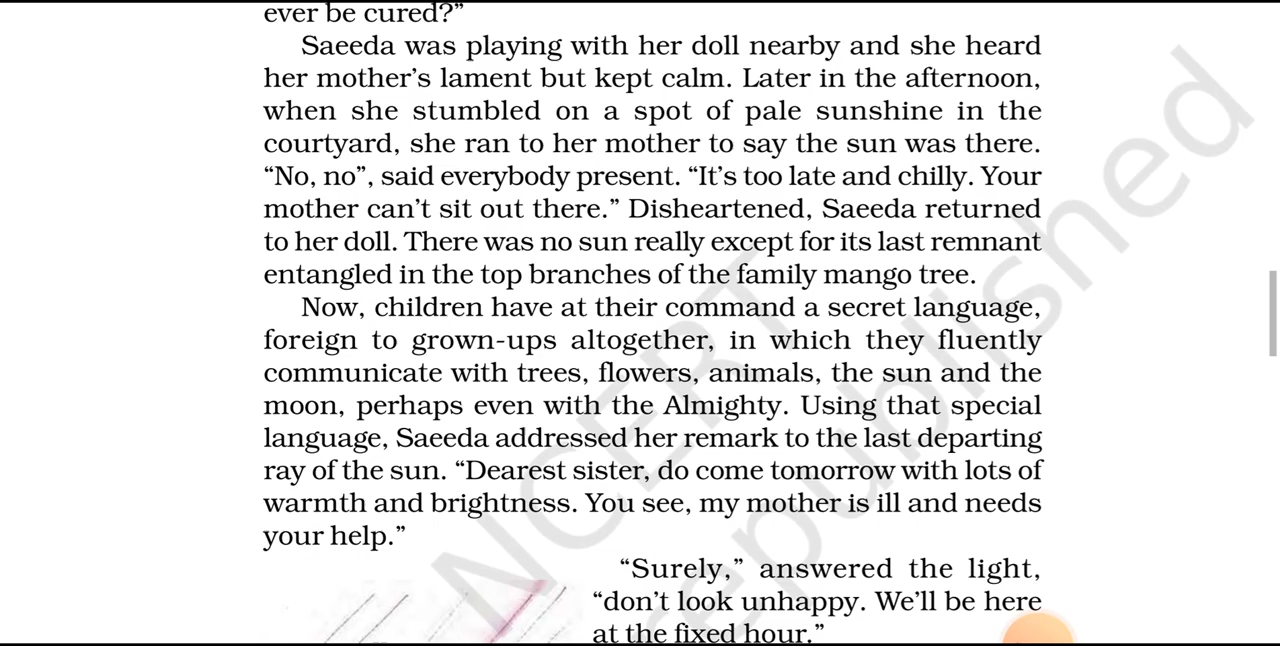 ever be cured?”
Saeeda was playing with her doll nearby and she heard
her mother’s lament but kept calm. Later in the afternoon,
when she stumbled on a spot of pale sunshine in the
courtyard, she ran to her mother to say the sun was there.
“No, no”, said everybody present. “It’s too late and chilly. Your
mother can’t sit out there.” Disheartened, Saeeda returned
to her doll. There was no sun really except for its last remnant
entangled in the top branches of the family mango tree.
Now, children have at their command a secret language,
foreign to grown-ups altogether, in which they fluently
communicate with trees, flowers, animals, the sun and the
moon, perhaps even with the Almighty. Using that special
language, Saeeda addressed her remark to the last departing
ray of the sun. “Dearest sister, do come tomorrow with lots of
warmth and brightness. You see, my mother is ill and needs
your help.”
“Surely,” answered the light,
“don’t look unhappy. We’ll be here
at the fixed hour.”
NCERT
republished